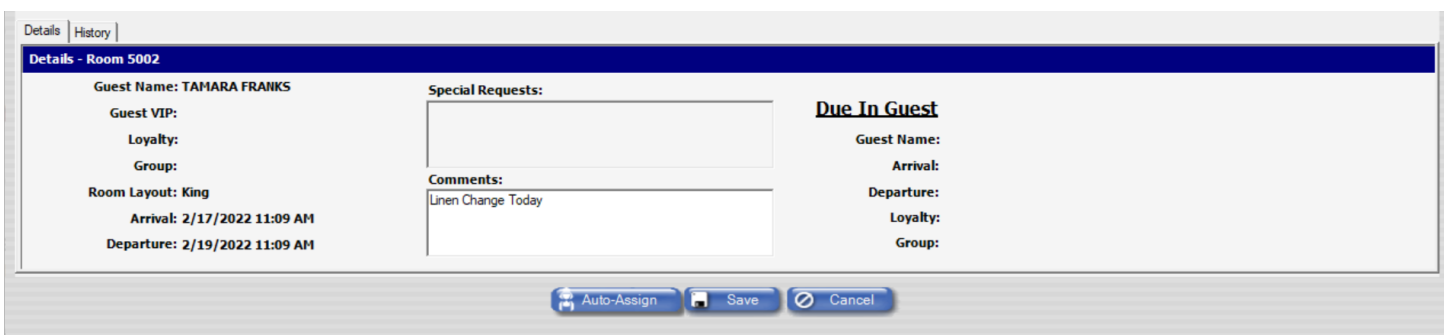 Details History
Details - Room 5002
Guest Name: TAMARA FRANKS
Guest VIP:
Loyalty:
Group:
Room Layout: King
Arrival: 2/17/2022 11:09 AM
Departure: 2/19/2022 11:09 AM
Special Requests:
Comments:
Linen Change Today
Due In Guest
Guest Name:
Arrival:
Departure:
Loyalty:
Group:
Auto-Assign Save Cancel